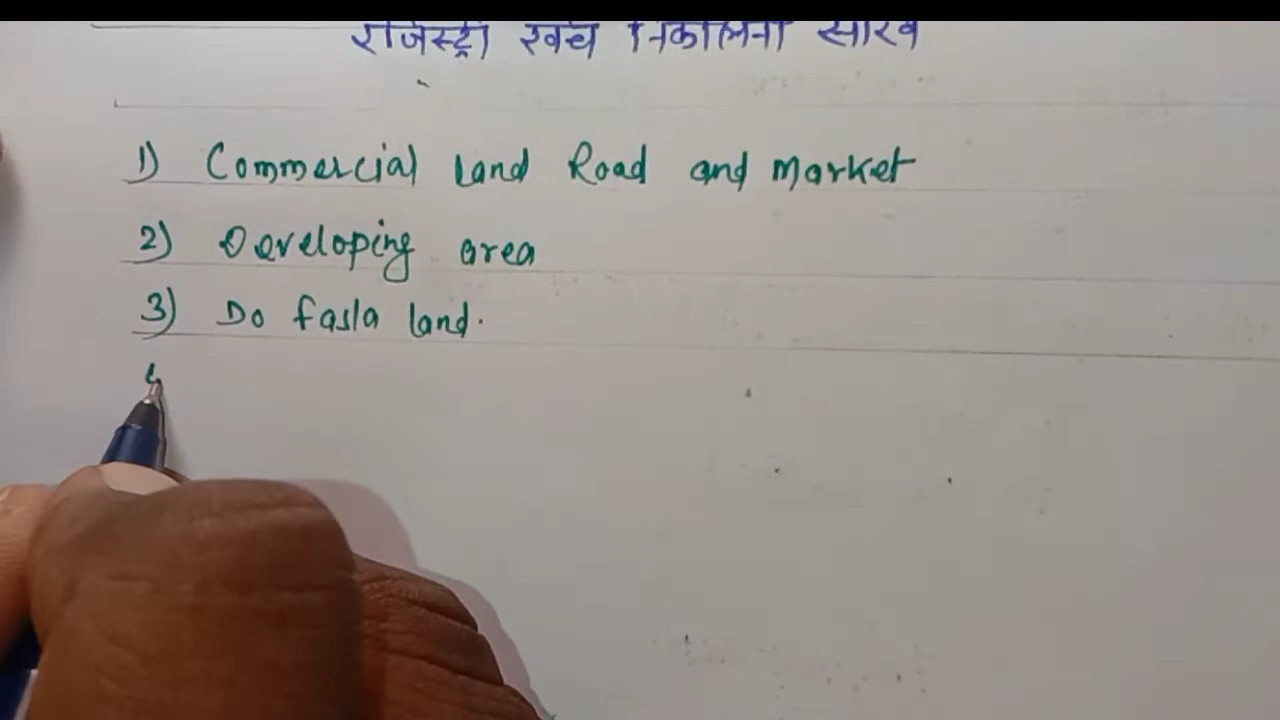 रजिस्ट्री खर्च निकालना सीखे
1) Commercial Land Road and Market
2) Developing area
3) Do fasla land.